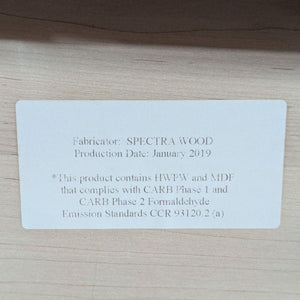 Fabricator: SPECTRA WOOD
Production Date: January 2019
*This product contains HWPW and MDF
that complies with CARB Phase 1 and
CARB Phase 2 Formaldehyde
Emission Standards CCR 93120.2 (a)